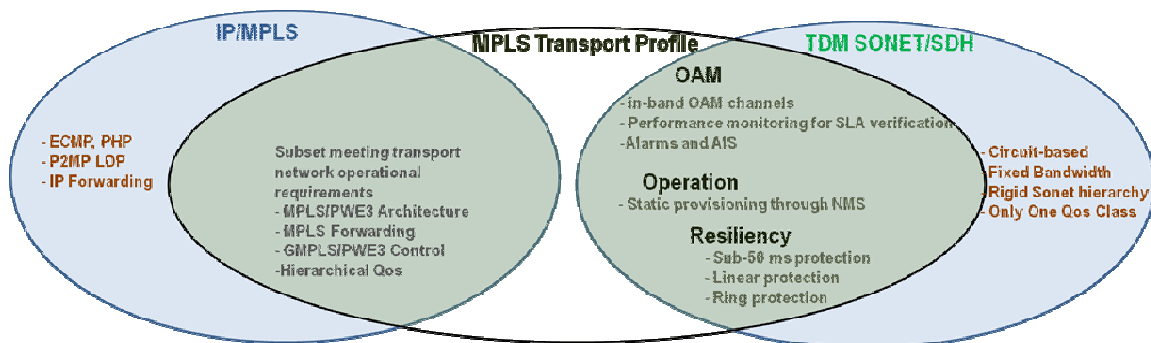 IP/MPLS
- ECMP, PHP
- P2MP LDP
- IP Forwarding
MPLS Transport Profile
Subset meeting transport
network operational
requirements
- MPLS/PWE3 Architecture
- MPLS Forwarding
- GMPLS/PWE3 Control
-Hierarchical Qos
TDM SONET/SDH
OAM
- in-band OAM channels
- Performance monitoring for SLA verification
-Alarms and AIS
Operation
- Static provisioning through NMS
Resiliency
- Sub-50 ms protection
- Linear protection
- Ring protection
- Circuit-based
- Fixed Bandwidth
- Rigid Sonet hierarchy
- Only One Qos Class